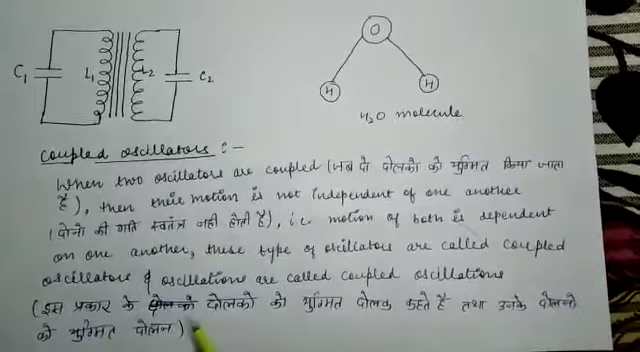 C1 L1 L2 C2
O
H H
H2O molecule
Coupled oscillators :-
When two oscillators are coupled (जब दो दोलको को युग्मित किया जाता
है), then their motion is not independent of one another
(दोनो की गति स्वतंत्र नही होती है), i.e. motion of both is dependent
on one another, these type of oscillators are called coupled
oscillators & oscillations are called coupled oscillations
(इस प्रकार के दोलको को युग्मित दोलक कहते है तथा उनके दोलनो
को युग्मित दोलन)